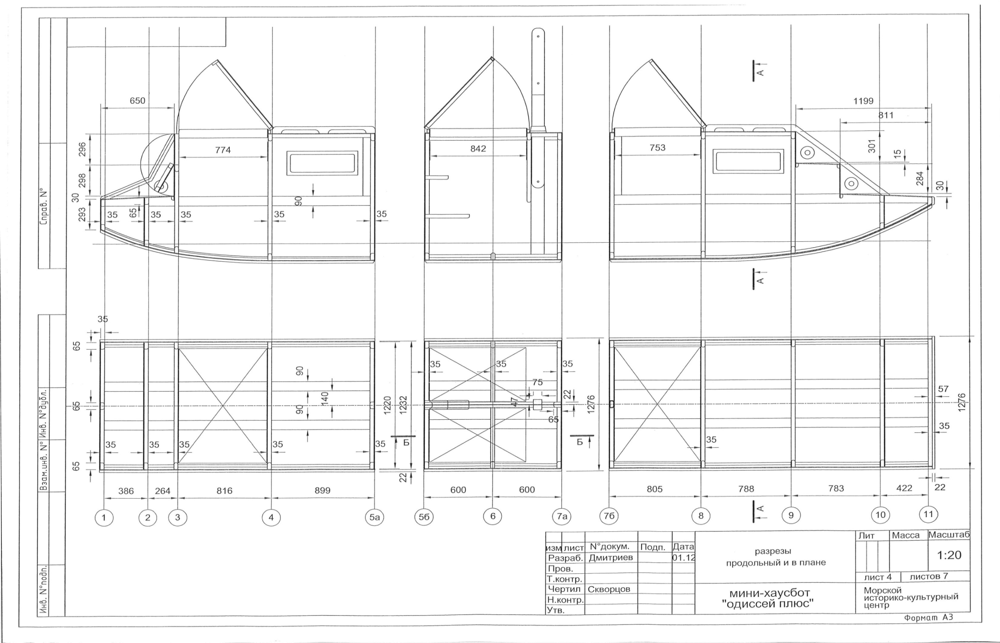 650
1199
811
296
774
842
753
301
15
298
284
30
30
90
293
65
35
35
35
35
35
А
А
Справ. N°
35
65
90
35
35
35
75
140
22
57
65
90
1220
1232
47
1276
1276
65
35
65
35
35
35
35
35
Б
Б
35
22
386
264
816
899
600
600
805
788
783
422
22
1
2
3
4
5а
5б
6
7а
7б
8
9
А
10
11
Инв. N°дубл.
Взам.инв. N°
Инв. N°подп.
изм
лист
N°докум.
Подп.
Дата
Разраб.
Дмитриев
01.12
Пров.
Т.контр.
Чертил
Скворцов
Н.контр.
Утв.
разрезы
продольный и в плане
мини-хаусбот
"одиссей плюс"
Лит
Масса
Масштаб
1:20
лист 4
листов 7
Морской
историко-культурный
центр
Формат А3